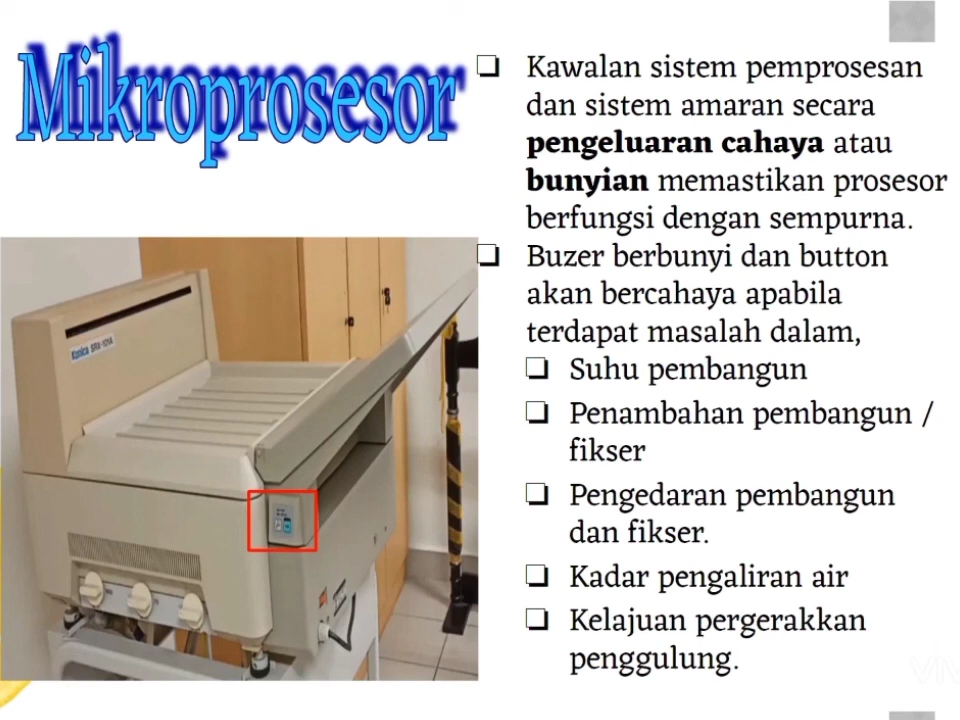 Mikroprosesor
Kawalan sistem pemprosesan
dan sistem amaran secara
pengeluaran cahaya atau
bunyian memastikan prosesor
berfungsi dengan sempurna.
Buzer berbunyi dan button
akan bercahaya apabila
terdapat masalah dalam,
Suhu pembangun
Penambahan pembangun /
fikser
Pengedaran pembangun
dan fikser.
Kadar pengaliran air
Kelajuan pergerakkan
penggulung.
Konica SRX-101A